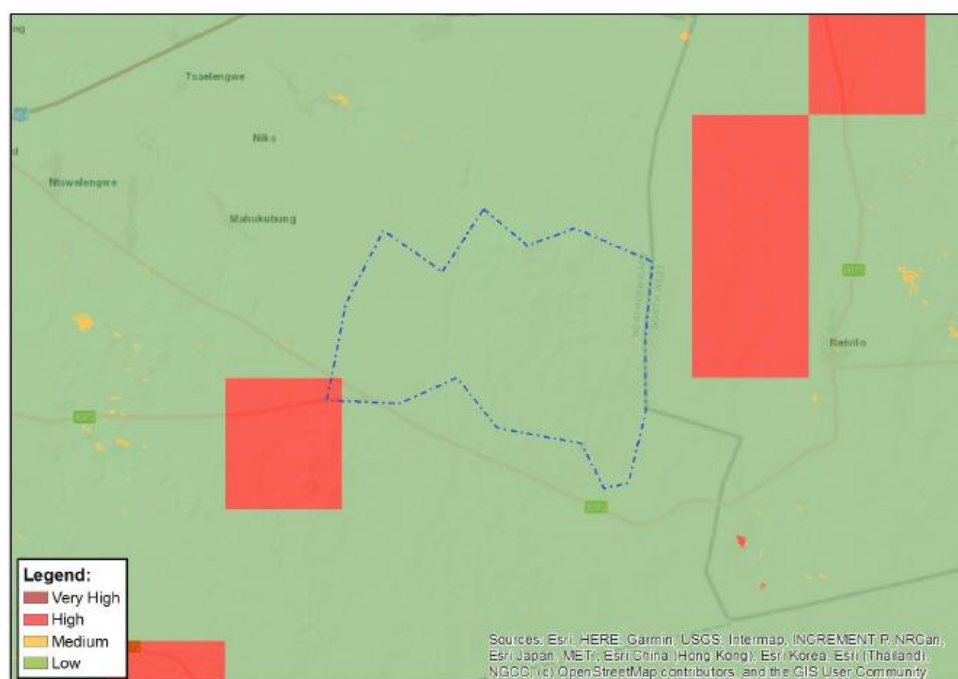 Tsaelengwe
Niks
Ntswelengwe
Mahukubung
Reivilo
Legend:
Very High
High
Medium
Low
Sources: Esri, HERE, Garmin, USGS, Intermap, INCREMENT P, NRCan,
Esri Japan, METI, Esri China (Hong Kong), Esri Korea, Esri (Thailand),
NGCC, (c) OpenStreetMap contributors, and the GIS User Community